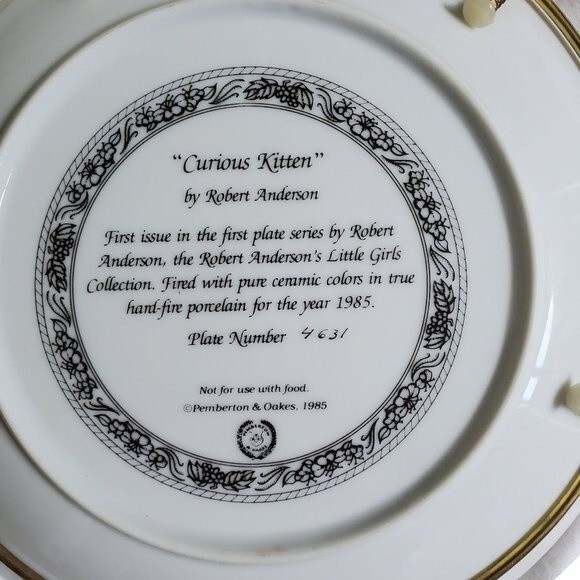 “Curious Kitten”
by Robert Anderson
First issue in the first plate series by Robert
Anderson, the Robert Anderson's Little Girls
Collection. Fired with pure ceramic colors in true
hard-fire porcelain for the year 1985.
Plate Number 4631
Not for use with food.
©Pemberton & Oakes, 1985